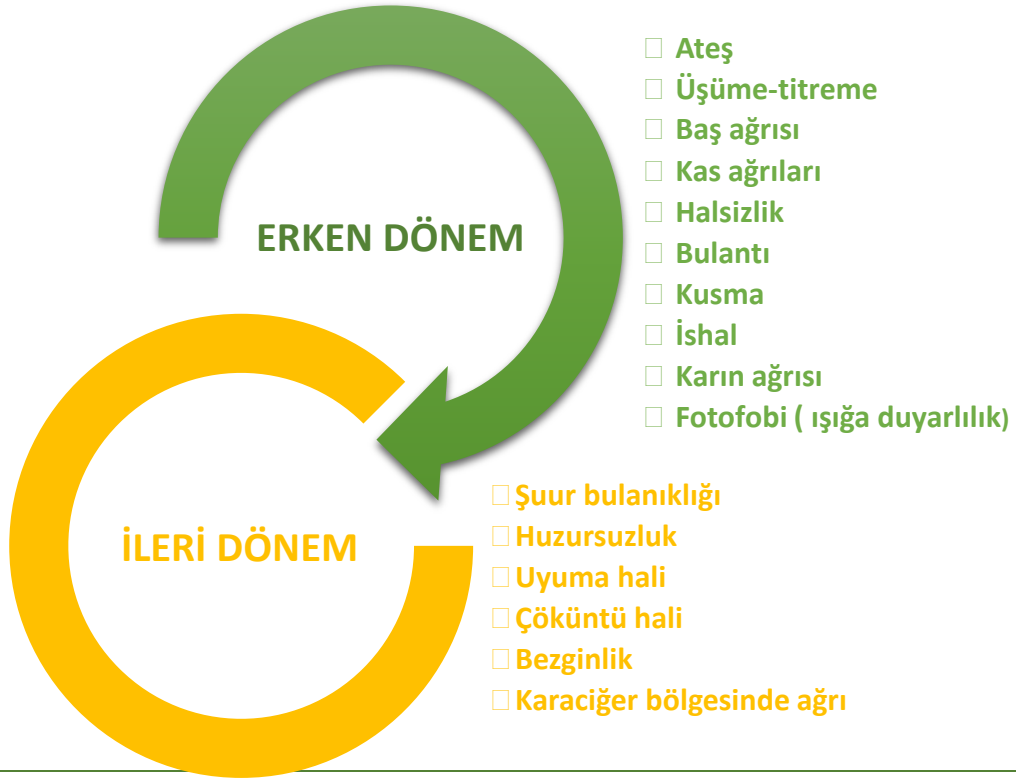 ERKEN DÖNEM
□ Ateş
□ Üşüme-titreme
□ Baş ağrısı
□ Kas ağrıları
□ Halsizlik
□ Bulantı
□ Kusma
□ İshal
□ Karın ağrısı
□ Fotofobi ( ışığa duyarlılık)
İLERİ DÖNEM
□ Şuur bulanıklığı
□ Huzursuzluk
□ Uyuma hali
□ Çöküntü hali
□ Bezginlik
□ Karaciğer bölgesinde ağrı